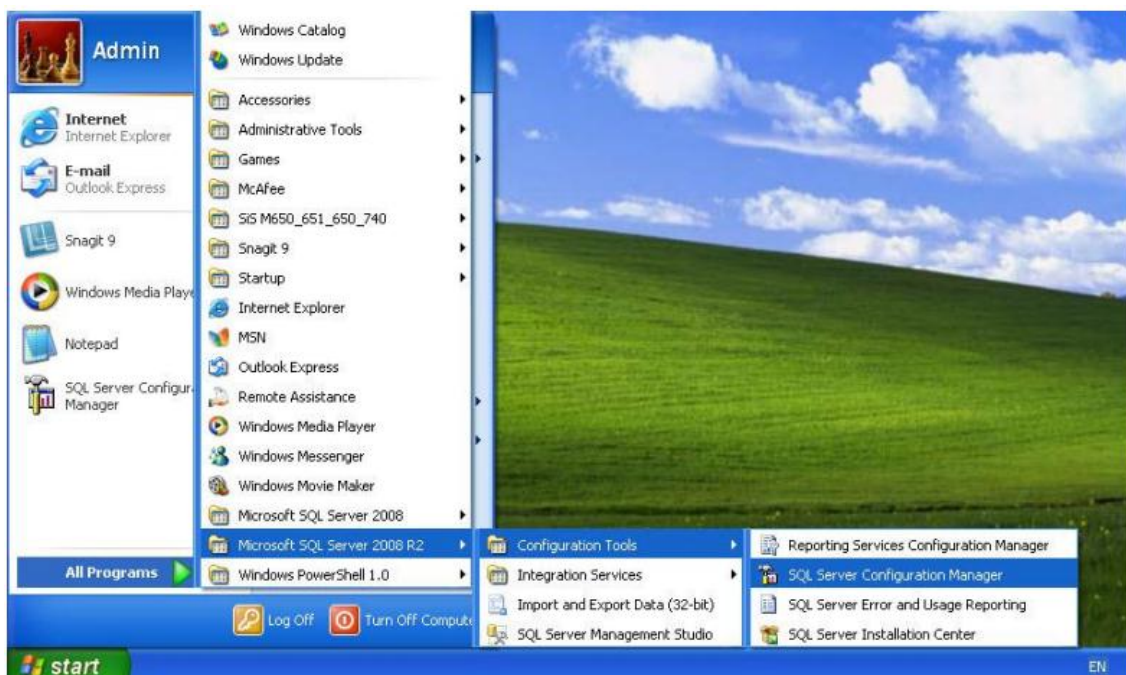 Admin
Internet
Internet Explorer
E-mail
Outlook Express
Snagit 9
Windows Media Playe
Notepad
SQL Server Configur
Manager
All Programs
Windows Catalog
Windows Update
Accessories
Administrative Tools
Games
McAfee
SiS M650_651_650_740
Snagit 9
Startup
Internet Explorer
MSN
Outlook Express
Remote Assistance
Windows Media Player
Windows Messenger
Windows Movie Maker
Microsoft SQL Server 2008
Microsoft SQL Server 2008 R2
Windows PowerShell 1.0
Configuration Tools
Integration Services
Import and Export Data (32-bit)
SQL Server Management Studio
Reporting Services Configuration Manager
SQL Server Configuration Manager
SQL Server Error and Usage Reporting
SQL Server Installation Center
Log Off
Turn Off Compute
start
EN